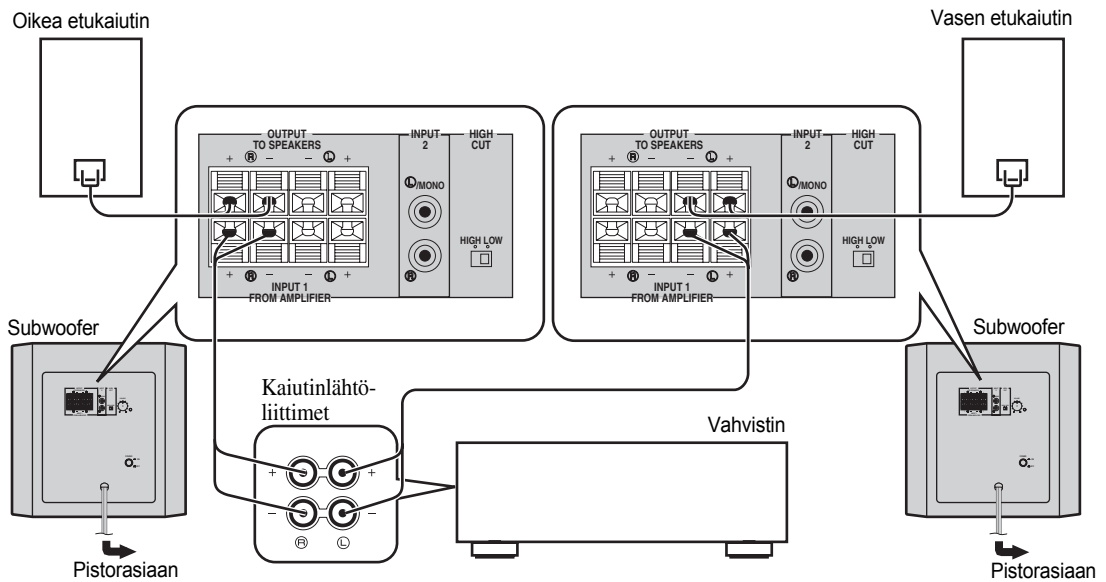 Oikea etukaiutin
Vasen etukaiutin
OUTPUT
TO SPEAKERS
INPUT
2
HIGH
CUT
+ Ⓡ – – Ⓛ +
Ⓛ/MONO
HIGH LOW
Ⓡ
+ Ⓡ – – Ⓛ +
INPUT 1
FROM AMPLIFIER
OUTPUT
TO SPEAKERS
INPUT
2
HIGH
CUT
+ Ⓡ – – Ⓛ +
Ⓛ/MONO
HIGH LOW
Ⓡ
+ Ⓡ – – Ⓛ +
INPUT 1
FROM AMPLIFIER
Subwoofer
Subwoofer
Kaiutinlähtö-
liittimet
Vahvistin
+ +
– –
Ⓡ Ⓛ
Pistorasiaan
Pistorasiaan